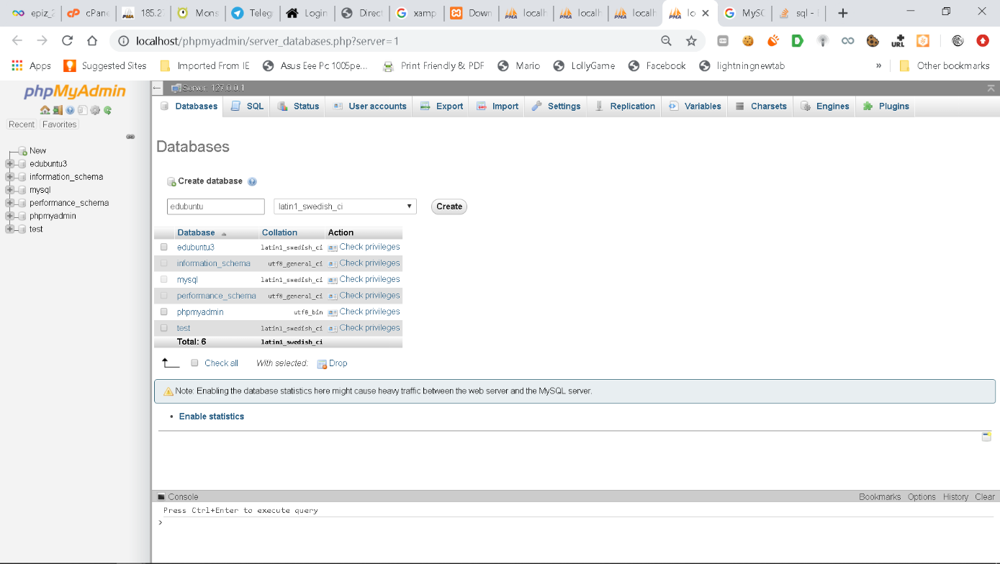 epiz_2 cPane 185.27 Mons Telegr Login Direct xamp Down localh localh localh lo MySQ sql - 
localhost/phpmyadmin/server_databases.php?server=1
Apps Suggested Sites Imported From IE Asus Eee Pc 1005pe... Print Friendly & PDF Mario LollyGame Facebook lightningnewtab » Other bookmarks
phpMyAdmin
Recent Favorites
New
edubuntu3
information_schema
mysql
performance_schema
phpmyadmin
test
Server: 127.0.0.1
Databases SQL Status User accounts Export Import Settings Replication Variables Charsets Engines Plugins
Databases
Create database
edubuntu latin1_swedish_ci Create
Database Collation Action
edubuntu3 latin1_swedish_ci Check privileges
information_schema utf8_general_ci Check privileges
mysql latin1_swedish_ci Check privileges
performance_schema utf8_general_ci Check privileges
phpmyadmin utf8_bin Check privileges
test latin1_swedish_ci Check privileges
Total: 6 latin1_swedish_ci
Check all With selected: Drop
Note: Enabling the database statistics here might cause heavy traffic between the web server and the MySQL server.
• Enable statistics
Console Bookmarks Options History Clear
Press Ctrl+Enter to execute query
>